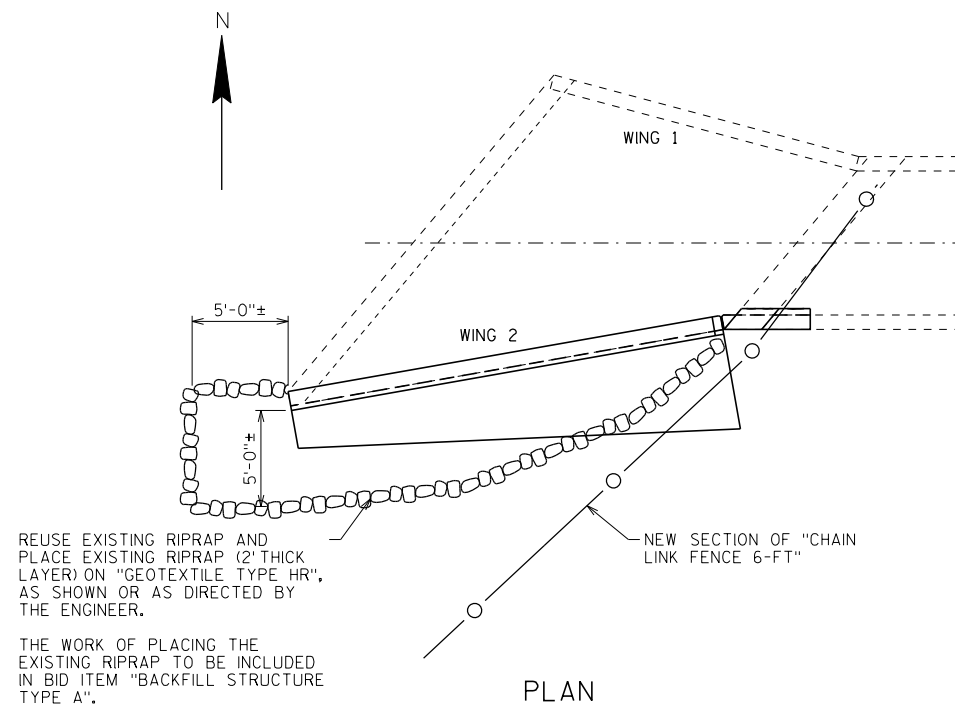 N
WING 1
5'-0"±
WING 2
5'-0"±
REUSE EXISTING RIPRAP AND
PLACE EXISTING RIPRAP (2' THICK
LAYER) ON "GEOTEXTILE TYPE HR",
AS SHOWN OR AS DIRECTED BY
THE ENGINEER.
THE WORK OF PLACING THE
EXISTING RIPRAP TO BE INCLUDED
IN BID ITEM "BACKFILL STRUCTURE
TYPE A".
NEW SECTION OF "CHAIN
LINK FENCE 6-FT"
PLAN